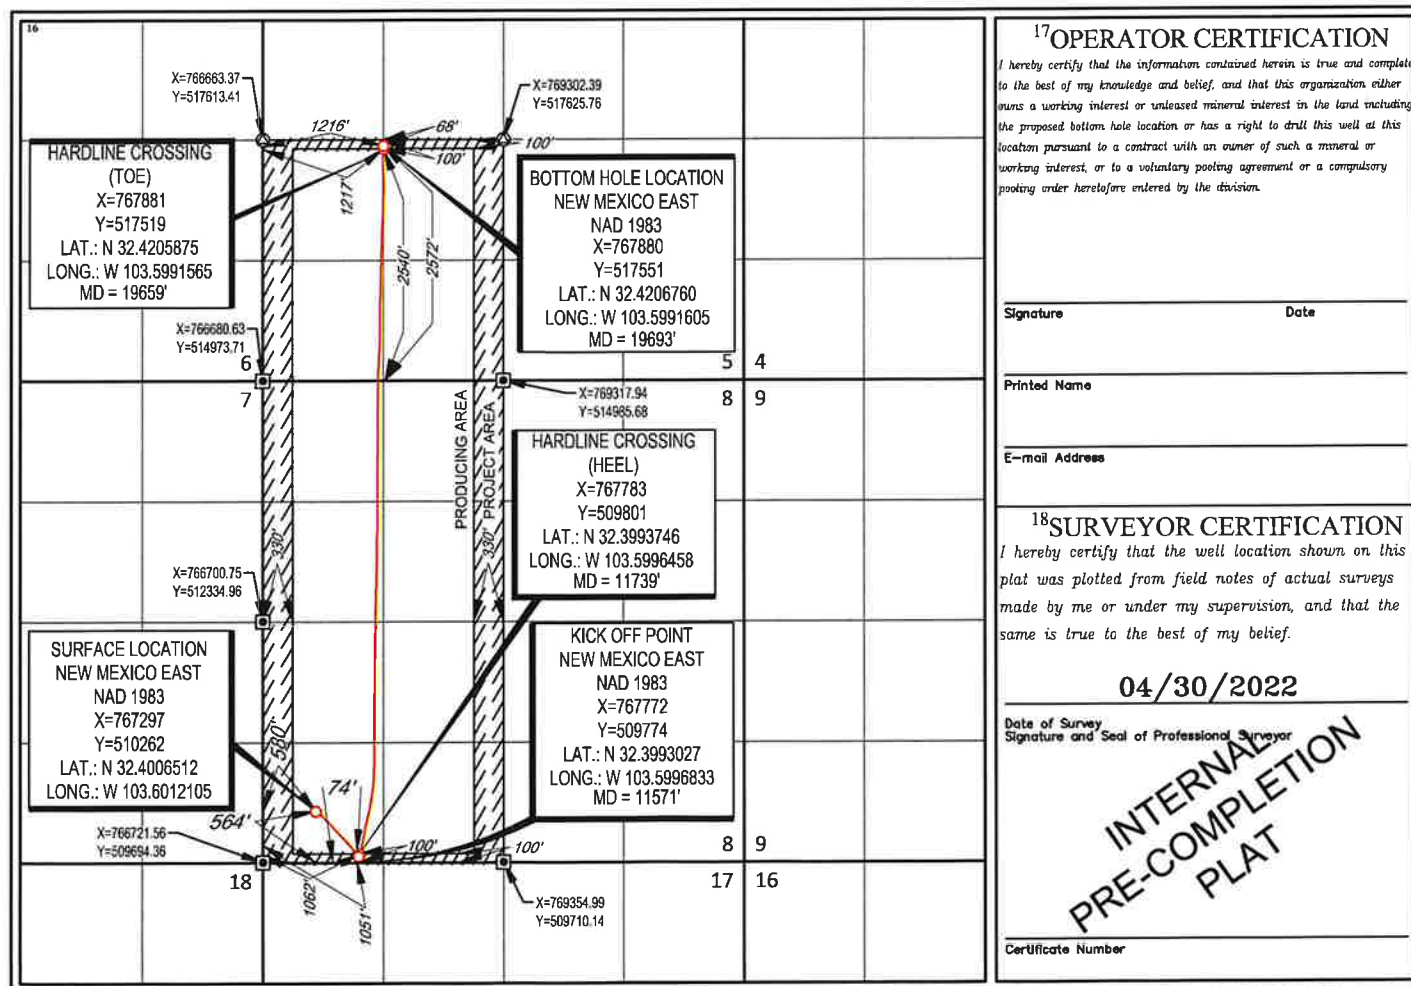 16
X=766663.37
Y=517613.41
X=769302.39
Y=517625.76
1216'
68'
100'
100'
1217'
2540'
2572'
HARDLINE CROSSING
(TOE)
X=767881
Y=517519
LAT.: N 32.4205875
LONG.: W 103.5991565
MD = 19659'
BOTTOM HOLE LOCATION
NEW MEXICO EAST
NAD 1983
X=767880
Y=517551
LAT.: N 32.4206760
LONG.: W 103.5991605
MD = 19693'
X=766680.63
Y=514973.71
6
7
5 4
8 9
X=769317.94
Y=514985.68
PRODUCING AREA
PROJECT AREA
330'
330'
HARDLINE CROSSING
(HEEL)
X=767783
Y=509801
LAT.: N 32.3993746
LONG.: W 103.5996458
MD = 11739'
X=766700.75
Y=512334.96
SURFACE LOCATION
NEW MEXICO EAST
NAD 1983
X=767297
Y=510262
LAT.: N 32.4006512
LONG.: W 103.6012105
KICK OFF POINT
NEW MEXICO EAST
NAD 1983
X=767772
Y=509774
LAT.: N 32.3993027
LONG.: W 103.5996833
MD = 11571'
580'
74'
564'
X=766721.56
Y=509694.36
100'
100'
18
8 9
17 16
1062'
1051'
X=769354.99
Y=509710.14
17OPERATOR CERTIFICATION
I hereby certify that the information contained herein is true and complete
to the best of my knowledge and belief, and that this organization either
owns a working interest or unleased mineral interest in the land including
the proposed bottom hole location or has a right to drill this well at this
location pursuant to a contract with an owner of such a mineral or
working interest, or to a voluntary pooling agreement or a compulsory
pooling order heretofore entered by the division.
Signature Date
Printed Name
E-mail Address
18SURVEYOR CERTIFICATION
I hereby certify that the well location shown on this
plat was plotted from field notes of actual surveys
made by me or under my supervision, and that the
same is true to the best of my belief.
04/30/2022
Date of Survey
Signature and Seal of Professional Surveyor
INTERNAL
PRE-COMPLETION
PLAT
Certificate Number